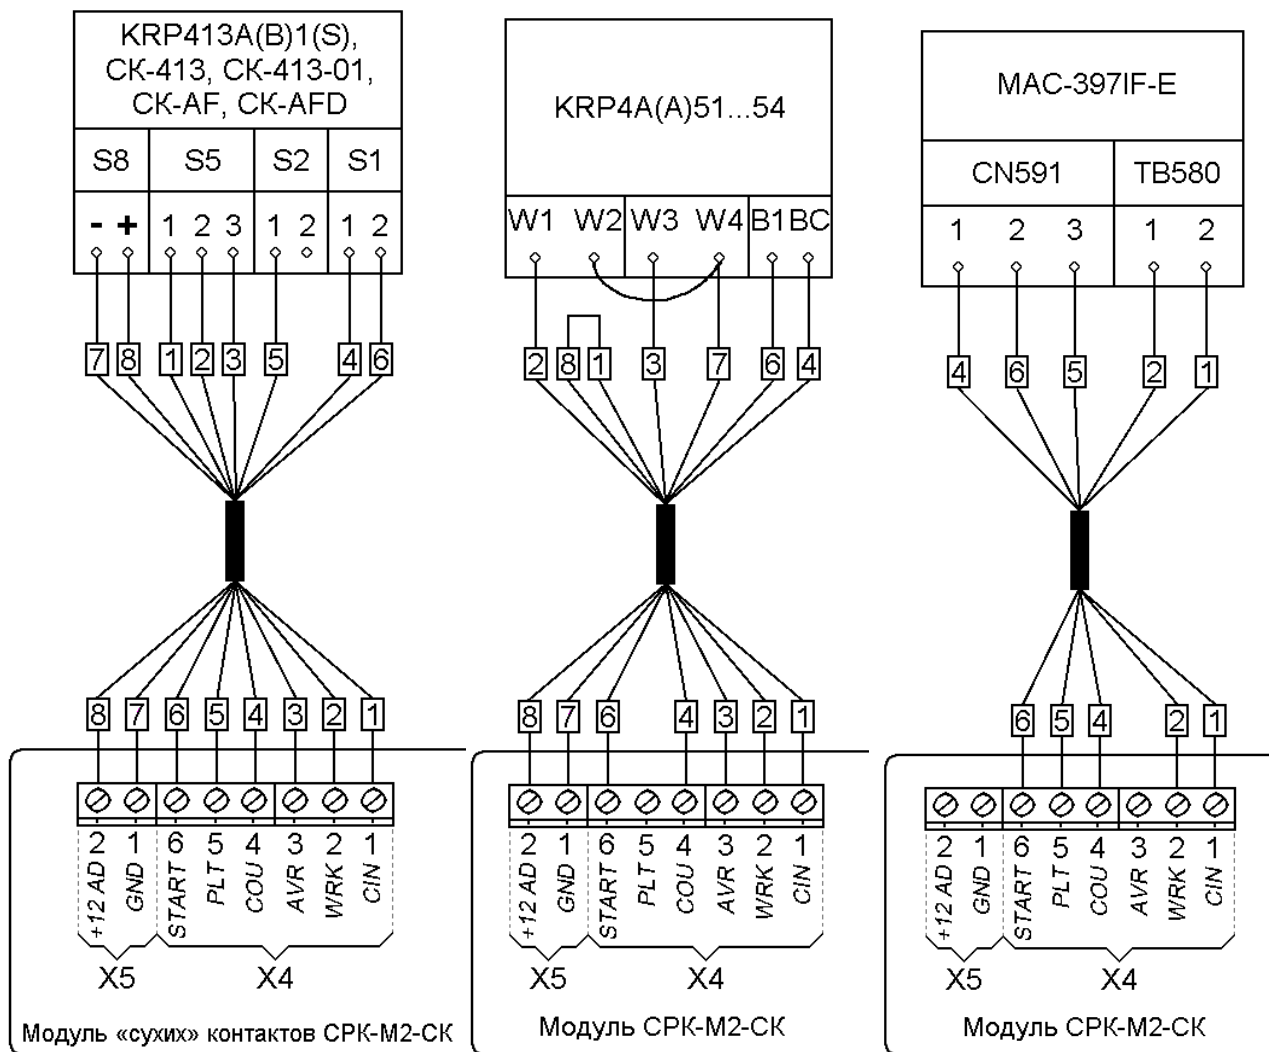 KRP413A(B)1(S),
СК-413, СК-413-01,
СК-AF, СК-AFD
S8 S5 S2 S1
- + 1 2 3 1 2 1 2
7 8 1 2 3 5 4 6
8 7 6 5 4 3 2 1
2 1 6 5 4 3 2 1
+12 AD GND START PLT COU AVR WRK CIN
X5 X4
Модуль «сухих» контактов СРК-М2-СК
KRP4A(A)51...54
W1 W2 W3 W4 B1 BC
2 8 1 3 7 6 4
8 7 6 4 3 2 1
2 1 6 5 4 3 2 1
+12 AD GND START PLT COU AVR WRK CIN
X5 X4
Модуль СРК-М2-СК
MAC-397IF-E
CN591 TB580
1 2 3 1 2
4 6 5 2 1
6 5 4 2 1
2 1 6 5 4 3 2 1
+12 AD GND START PLT COU AVR WRK CIN
X5 X4
Модуль СРК-М2-СК